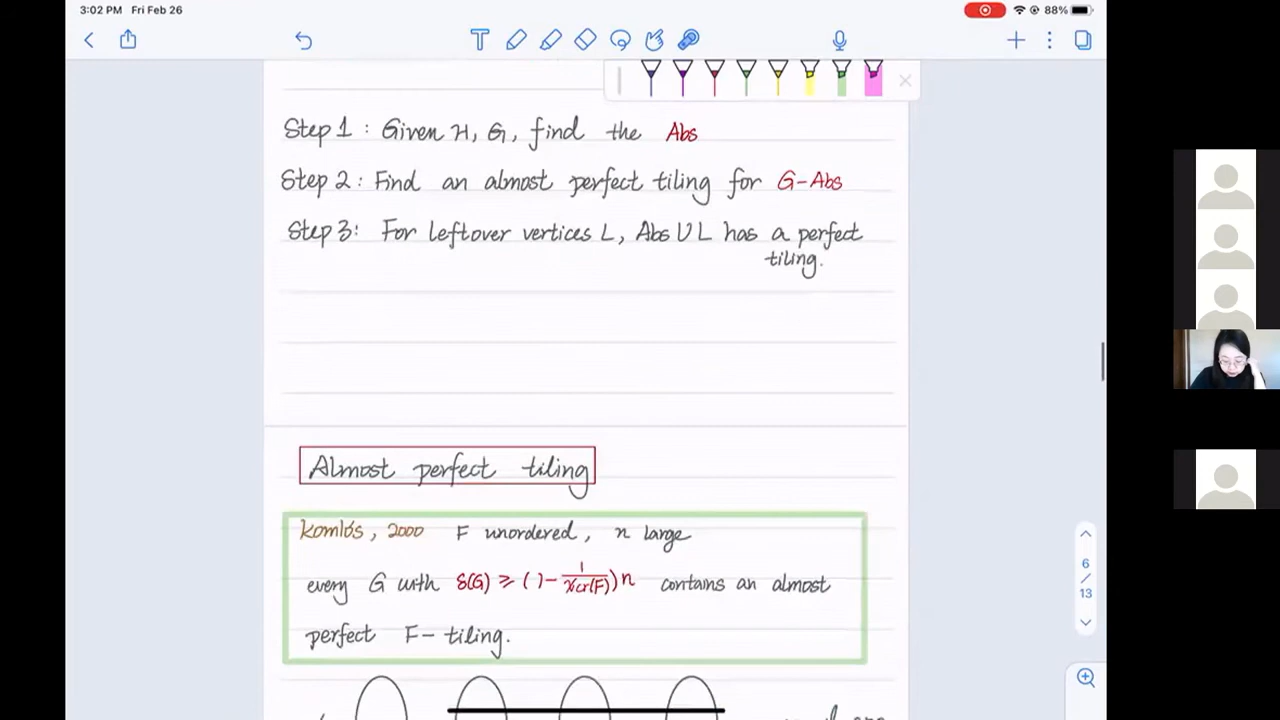 3:02 PM Fri Feb 26
88%
Step 1 : Given H, G, find the Abs
Step 2 : Find an almost perfect tiling for G-Abs
Step 3: For leftover vertices L, Abs U L has a perfect
tiling.
Almost perfect tiling
Komlós, 2000 F unordered, n large
every G with δ(G) ≥ (1 - 1/χcr(F)) n contains an almost
perfect F- tiling.
6
/
13